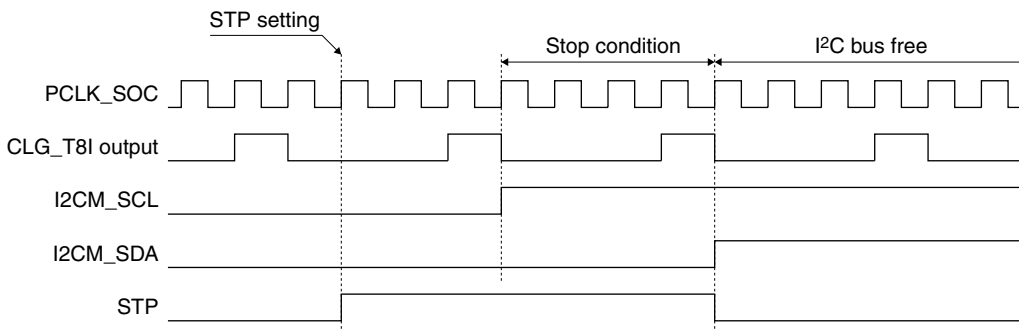 STP setting
Stop condition
I²C bus free
PCLK_SOC
CLG_T8I output
I2CM_SCL
I2CM_SDA
STP